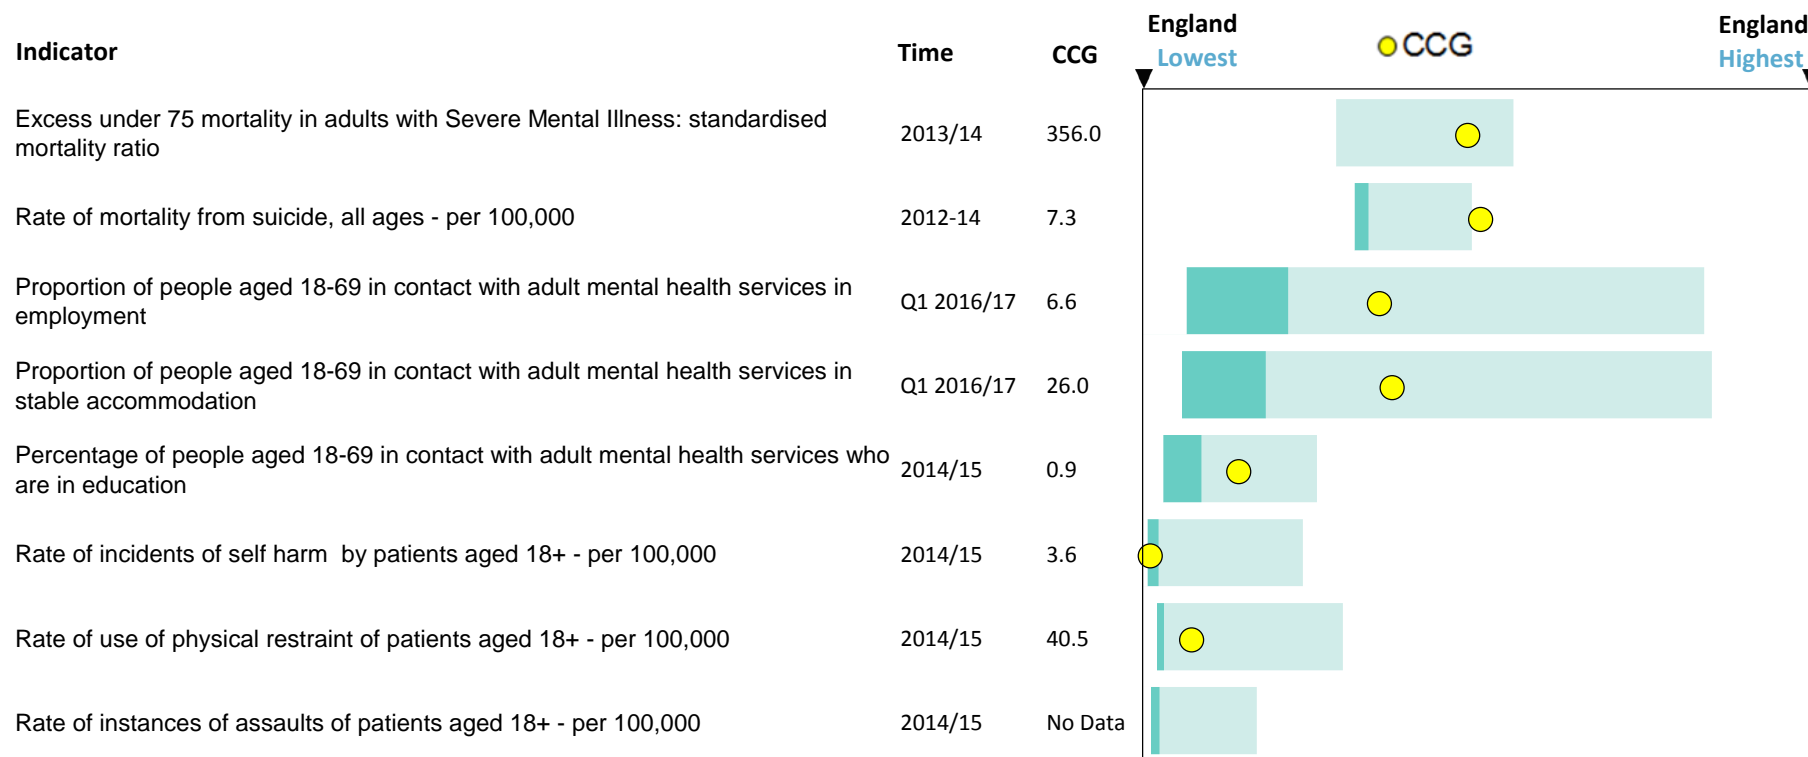 Indicator Time CCG England Lowest CCG England Highest
Excess under 75 mortality in adults with Severe Mental Illness: standardised
mortality ratio
2013/14 356.0
Rate of mortality from suicide, all ages - per 100,000 2012-14 7.3
Proportion of people aged 18-69 in contact with adult mental health services in
employment
Q1 2016/17 6.6
Proportion of people aged 18-69 in contact with adult mental health services in
stable accommodation
Q1 2016/17 26.0
Percentage of people aged 18-69 in contact with adult mental health services who
are in education
2014/15 0.9
Rate of incidents of self harm  by patients aged 18+ - per 100,000 2014/15 3.6
Rate of use of physical restraint of patients aged 18+ - per 100,000 2014/15 40.5
Rate of instances of assaults of patients aged 18+ - per 100,000 2014/15 No Data